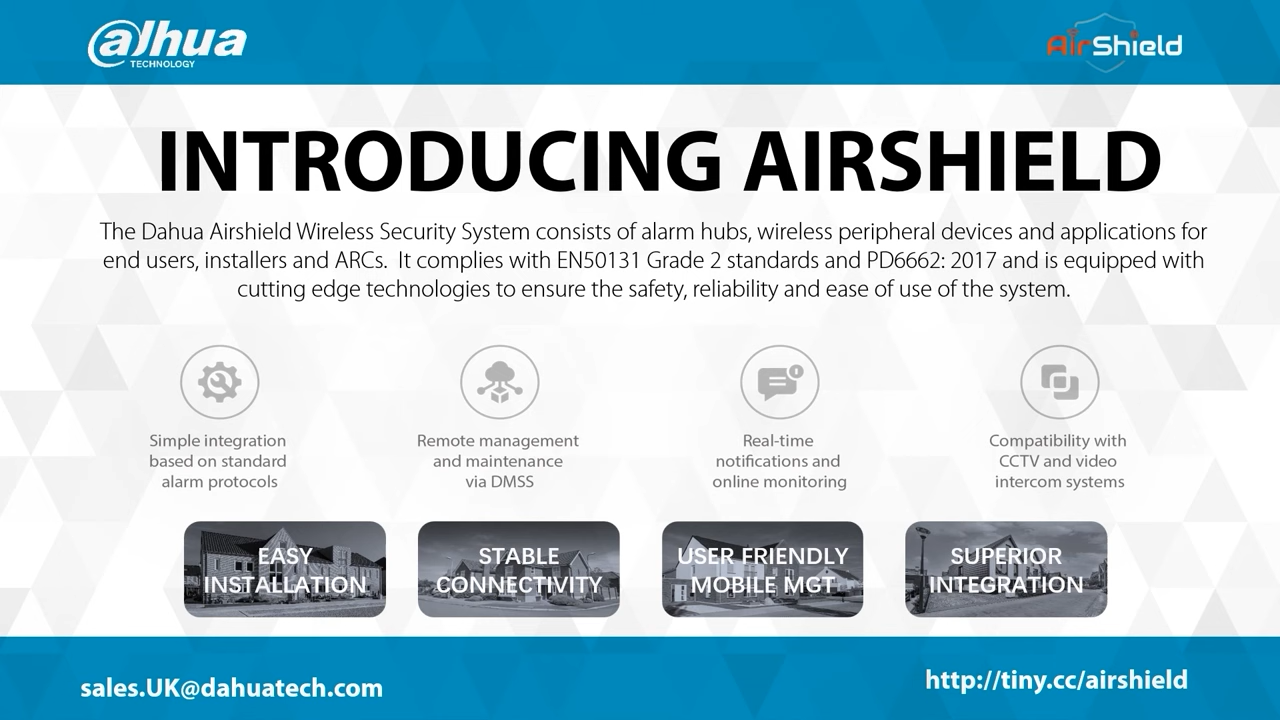 alhua
TECHNOLOGY
AirShield
INTRODUCING AIRSHIELD
The Dahua Airshield Wireless Security System consists of alarm hubs, wireless peripheral devices and applications for
end users, installers and ARCs. It complies with EN50131 Grade 2 standards and PD6662: 2017 and is equipped with
cutting edge technologies to ensure the safety, reliability and ease of use of the system.
Simple integration
based on standard
alarm protocols
Remote management
and maintenance
via DMSS
Real-time
notifications and
online monitoring
Compatibility with
CCTV and video
intercom systems
EASY
INSTALLATION
STABLE
CONNECTIVITY
USER FRIENDLY
MOBILE MGT
SUPERIOR
INTEGRATION
sales.UK@dahuatech.com
http://tiny.cc/airshield